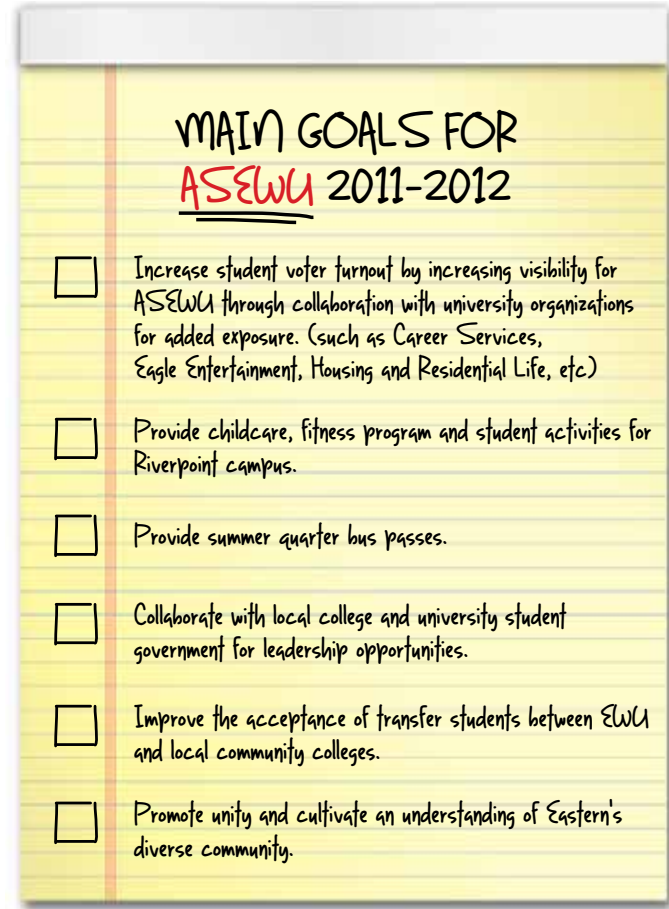 MAIN GOALS FOR
ASEWU 2011-2012
Increase student voter turnout by increasing visibility for
ASEWU through collaboration with university organizations
for added exposure. (such as Career Services,
Eagle Entertainment, Housing and Residential Life, etc)
Provide childcare, fitness program and student activities for
Riverpoint campus.
Provide summer quarter bus passes.
Collaborate with local college and university student
government for leadership opportunities.
Improve the acceptance of transfer students between EWU
and local community colleges.
Promote unity and cultivate an understanding of Eastern's
diverse community.